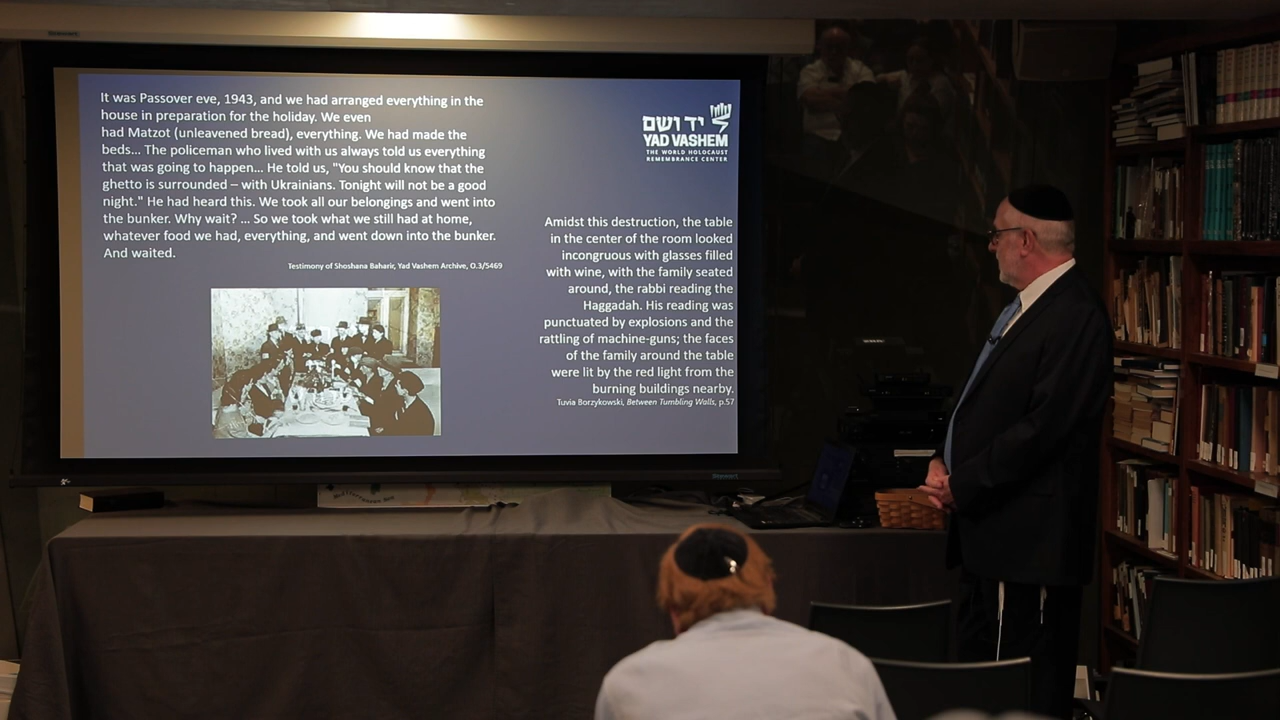 It was Passover eve, 1943, and we had arranged everything in the
house in preparation for the holiday. We even
had Matzot (unleavened bread), everything. We had made the
beds... The policeman who lived with us always told us everything
that was going to happen... He told us, "You should know that the
ghetto is surrounded – with Ukrainians. Tonight will not be a good
night." He had heard this. We took all our belongings and went into
the bunker. Why wait? ... So we took what we still had at home,
whatever food we had, everything, and went down into the bunker.
And waited.
Testimony of Shoshana Baharir, Yad Vashem Archive, O.3/5469
יד ושם
YAD VASHEM
THE WORLD HOLOCAUST
REMEMBRANCE CENTER
Amidst this destruction, the table
in the center of the room looked
incongruous with glasses filled
with wine, with the family seated
around, the rabbi reading the
Haggadah. His reading was
punctuated by explosions and the
rattling of machine-guns; the faces
of the family around the table
were lit by the red light from the
burning buildings nearby.
Tuvia Borzykowski, Between Tumbling Walls, p.57
Stewart
Mediterranean Sea